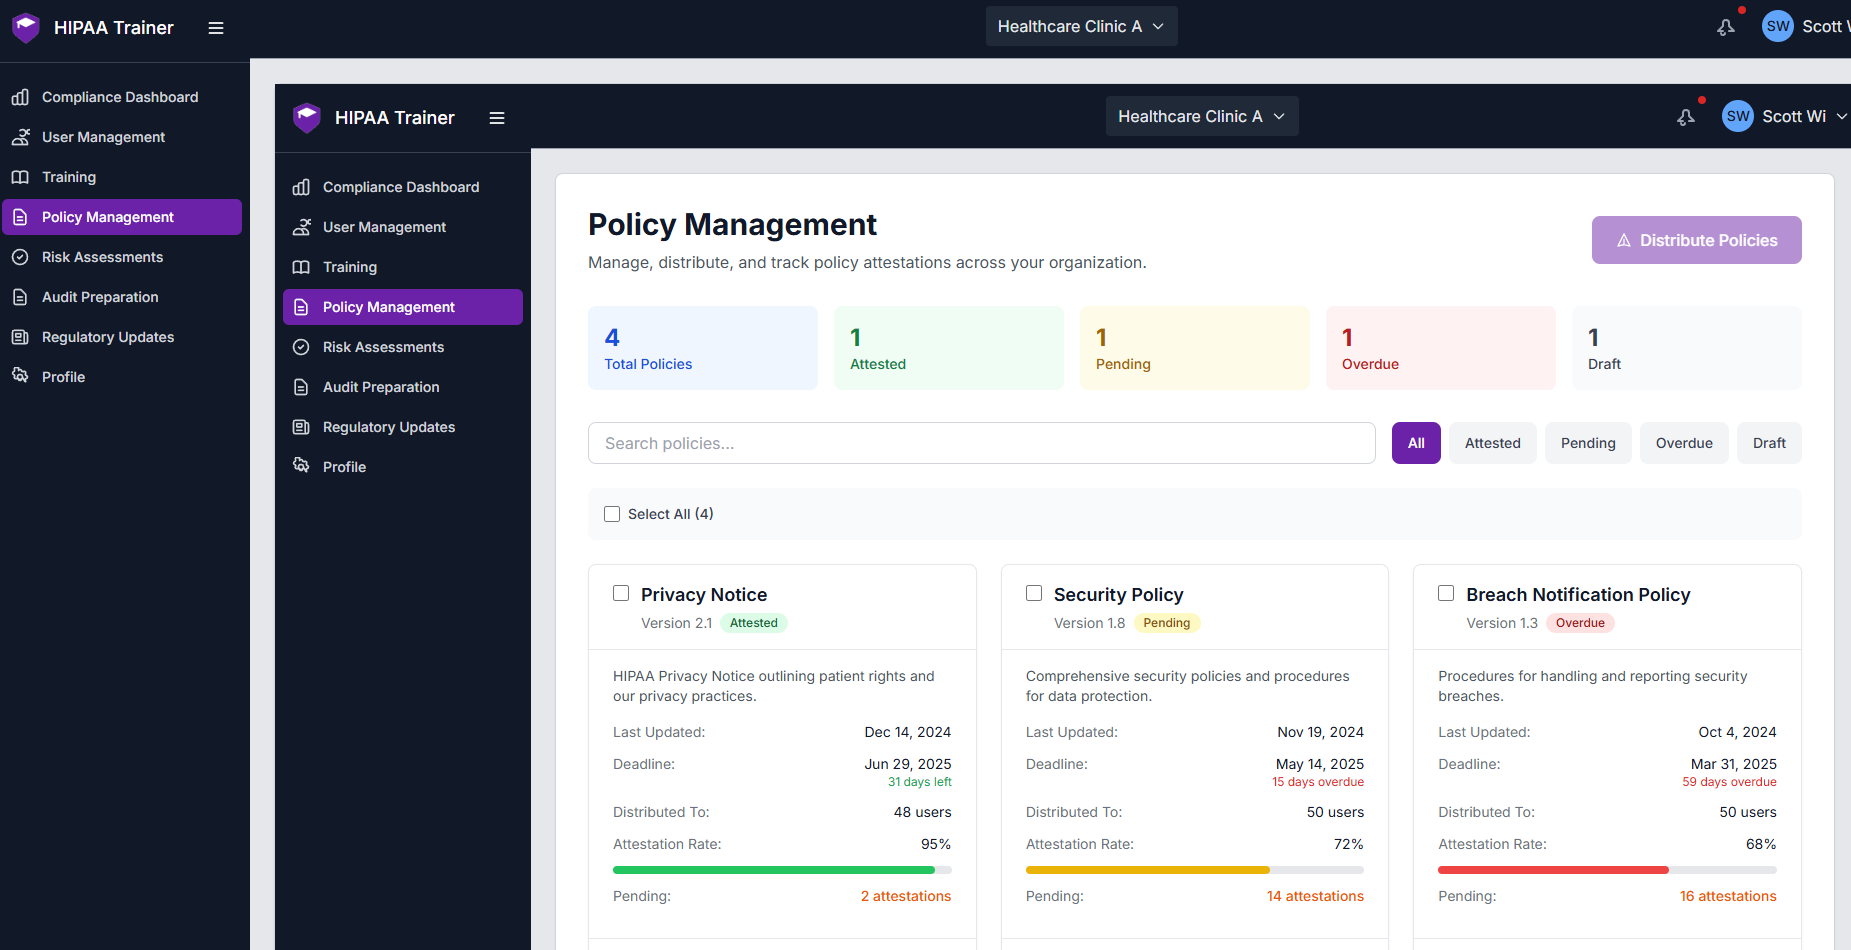 HIPAA Trainer
Healthcare Clinic A
SW
Scott
Compliance Dashboard
User Management
Training
Policy Management
Risk Assessments
Audit Preparation
Regulatory Updates
Profile
HIPAA Trainer
Healthcare Clinic A
SW
Scott Wi
Compliance Dashboard
User Management
Training
Policy Management
Risk Assessments
Audit Preparation
Regulatory Updates
Profile
Policy Management
Manage, distribute, and track policy attestations across your organization.
Distribute Policies
4
Total Policies
1
Attested
1
Pending
1
Overdue
1
Draft
Search policies...
All
Attested
Pending
Overdue
Draft
Select All (4)
Privacy Notice
Version 2.1 Attested
HIPAA Privacy Notice outlining patient rights and
our privacy practices.
Last Updated: Dec 14, 2024
Deadline: Jun 29, 2025
31 days left
Distributed To: 48 users
Attestation Rate: 95%
Pending: 2 attestations
Security Policy
Version 1.8 Pending
Comprehensive security policies and procedures
for data protection.
Last Updated: Nov 19, 2024
Deadline: May 14, 2025
15 days overdue
Distributed To: 50 users
Attestation Rate: 72%
Pending: 14 attestations
Breach Notification Policy
Version 1.3 Overdue
Procedures for handling and reporting security
breaches.
Last Updated: Oct 4, 2024
Deadline: Mar 31, 2025
59 days overdue
Distributed To: 50 users
Attestation Rate: 68%
Pending: 16 attestations